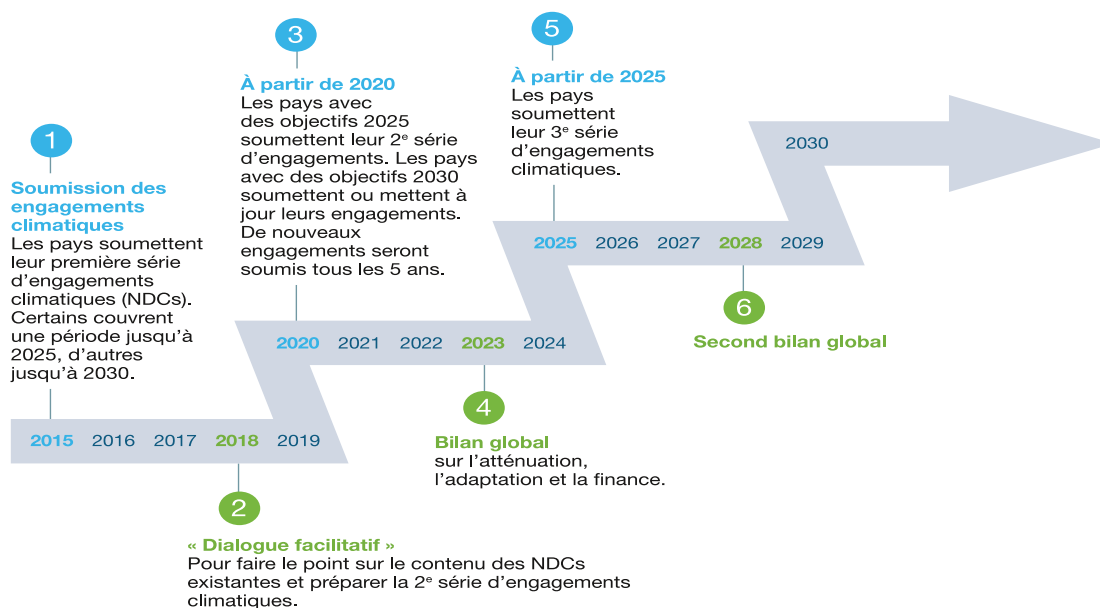 1
Soumission des
engagements
climatiques
Les pays soumettent
leur première série
d'engagements
climatiques (NDCs).
Certains couvrent
une période jusqu'à
2025, d'autres
jusqu'à 2030.
3
À partir de 2020
Les pays avec
des objectifs 2025
soumettent leur 2e série
d'engagements. Les pays
avec des objectifs 2030
soumettent ou mettent à
jour leurs engagements.
De nouveaux
engagements seront
soumis tous les 5 ans.
5
À partir de 2025
Les pays
soumettent
leur 3e série
d'engagements
climatiques.
2030
2025 2026 2027 2028 2029
6
Second bilan global
2020 2021 2022 2023 2024
4
Bilan global
sur l'atténuation,
l'adaptation et la finance.
2015 2016 2017 2018 2019
2
« Dialogue facilitatif »
Pour faire le point sur le contenu des NDCs
existantes et préparer la 2e série d'engagements
climatiques.